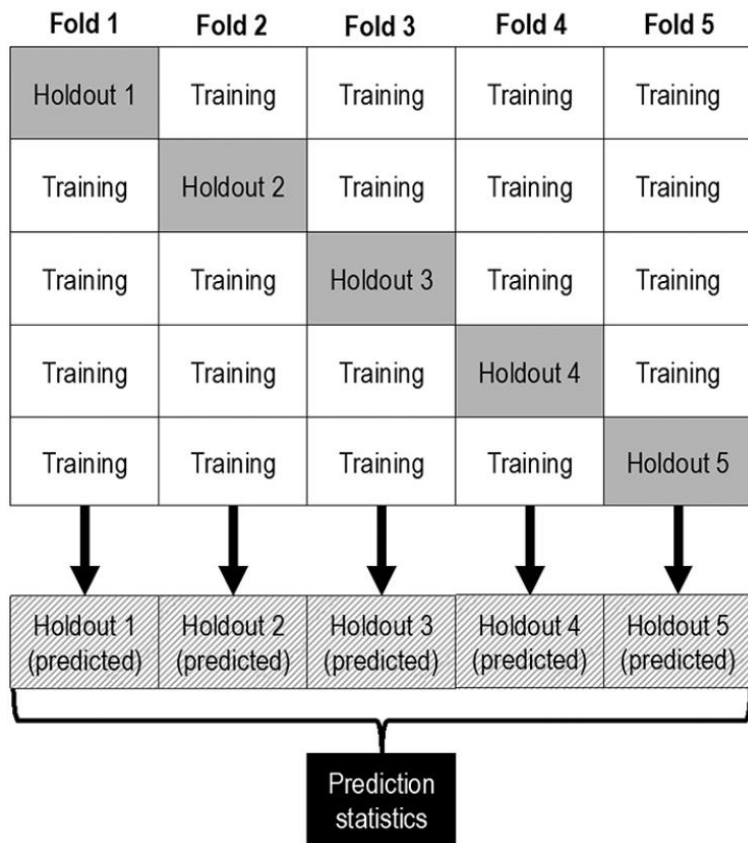 Fold 1 Fold 2 Fold 3 Fold 4 Fold 5
Holdout 1 Training Training Training Training
Training Holdout 2 Training Training Training
Training Training Holdout 3 Training Training
Training Training Training Holdout 4 Training
Training Training Training Training Holdout 5
Holdout 1 Holdout 2 Holdout 3 Holdout 4 Holdout 5
(predicted) (predicted) (predicted) (predicted) (predicted)
Prediction
statistics